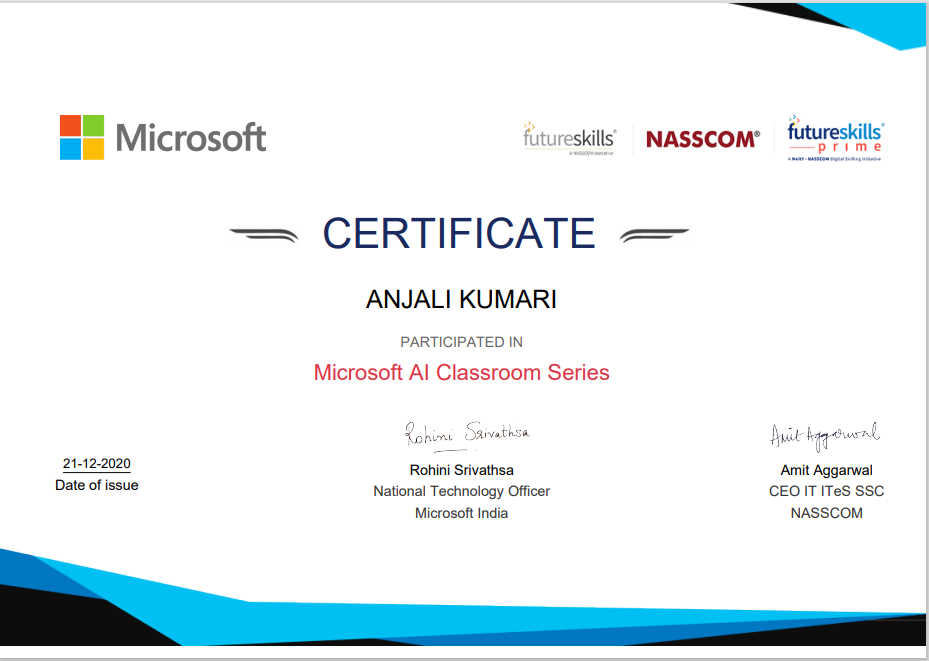 Microsoft
futureskills®
A NASSCOM Initiative
NASSCOM®
futureskills®
prime
A MeitY - NASSCOM Digital Skilling Initiative
CERTIFICATE
ANJALI KUMARI
PARTICIPATED IN
Microsoft AI Classroom Series
Rohini Srivathsa
Amit Aggarwal
21-12-2020
Date of issue
Rohini Srivathsa
National Technology Officer
Microsoft India
Amit Aggarwal
CEO IT ITeS SSC
NASSCOM